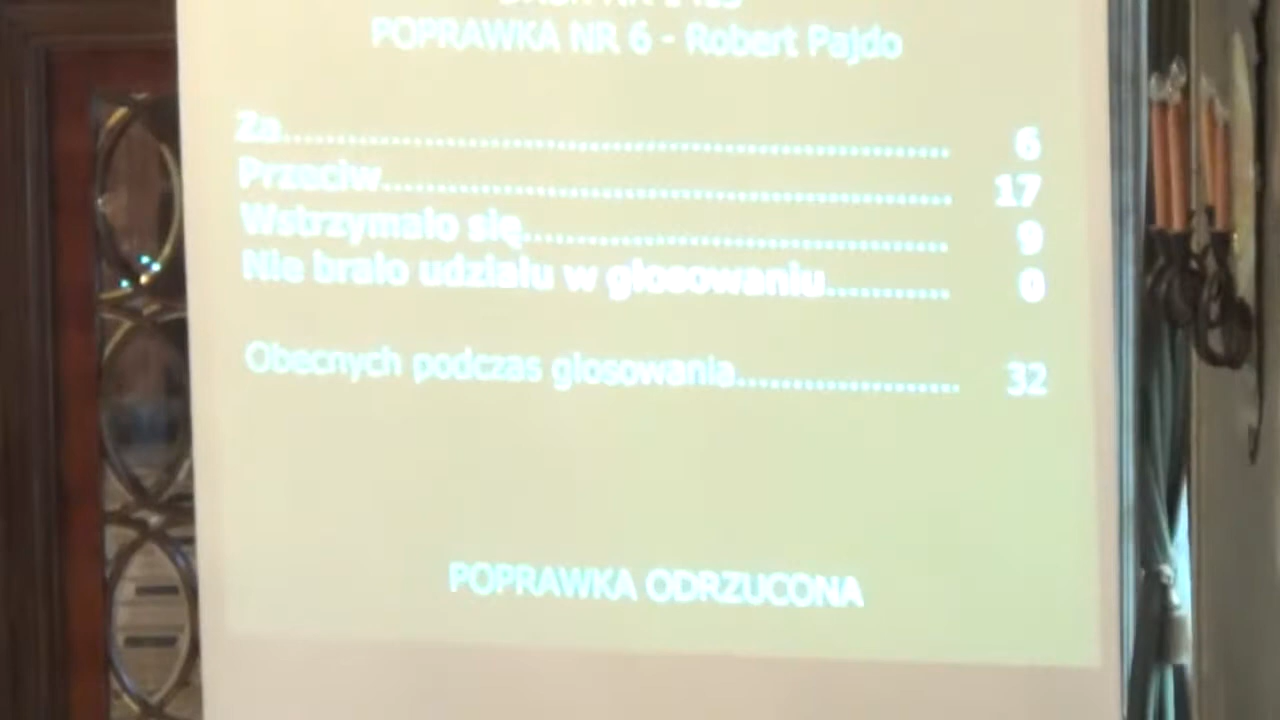 POPRAWKA NR 6 - Robert Pajdo
Za 6
Przeciw 17
Wstrzymało się 9
Nie brało udziału w głosowaniu 0
Obecnych podczas głosowania 32
POPRAWKA ODRZUCONA